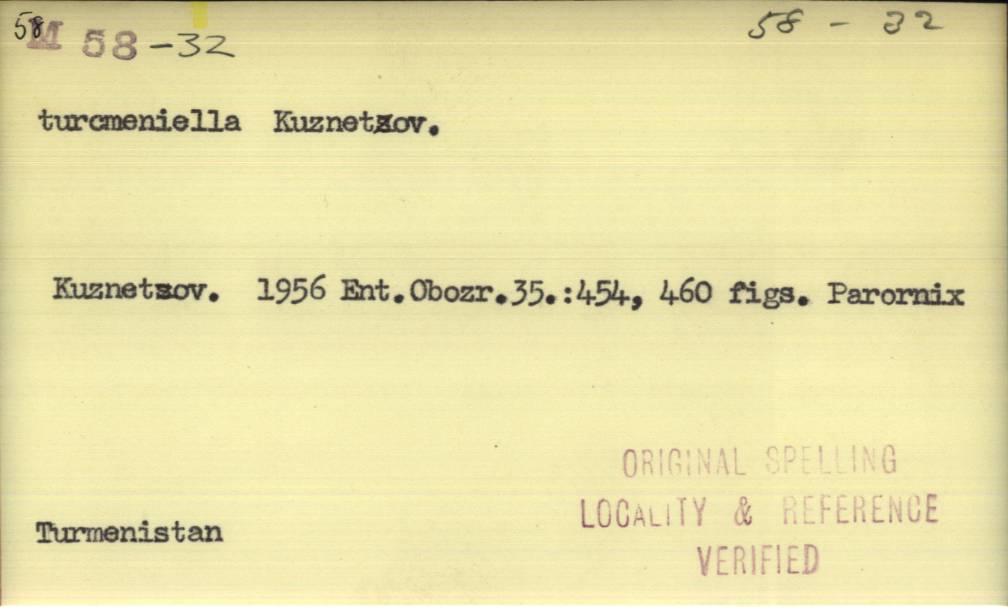 58
M 58-32
58 - 32
turcmeniella Kuznetzov.
Kuznetzov. 1956 Ent.Obozr.35.:454, 460 figs. Parornix
ORIGINAL SPELLING
LOCALITY & REFERENCE
VERIFIED
Turmenistan